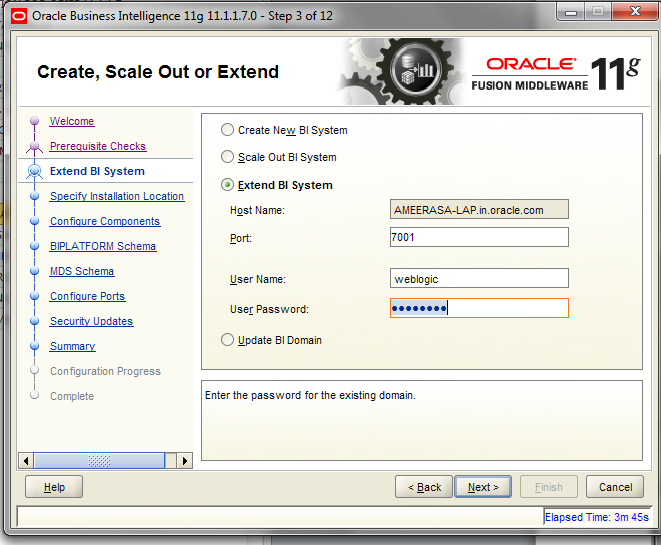 Oracle Business Intelligence 11g 11.1.1.7.0 - Step 3 of 12
Create, Scale Out or Extend
ORACLE
FUSION MIDDLEWARE
11g
Welcome
Prerequisite Checks
Extend BI System
Specify Installation Location
Configure Components
BIPLATFORM Schema
MDS Schema
Configure Ports
Security Updates
Summary
Configuration Progress
Complete
Create New BI System
Scale Out BI System
Extend BI System
Host Name: AMEERASA-LAP.in.oracle.com
Port: 7001
User Name: weblogic
User Password: ●●●●●●●●
Update BI Domain
Enter the password for the existing domain.
Help
< Back
Next >
Finish
Cancel
Elapsed Time: 3m 45s